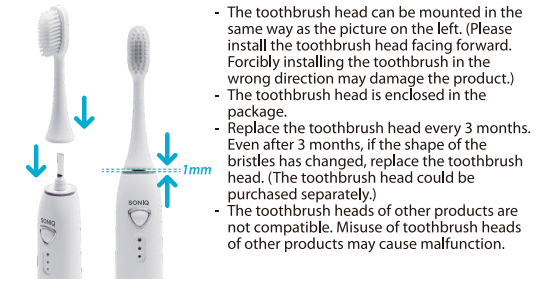 - The toothbrush head can be mounted in the
same way as the picture on the left. (Please
install the toothbrush head facing forward.
Forcibly installing the toothbrush in the
wrong direction may damage the product.)
- The toothbrush head is enclosed in the
package.
- Replace the toothbrush head every 3 months.
Even after 3 months, if the shape of the
bristles has changed, replace the toothbrush
head. (The toothbrush head could be
purchased separately.)
- The toothbrush heads of other products are
not compatible. Misuse of toothbrush heads
of other products may cause malfunction.
1mm
SONIQ
SONIQ